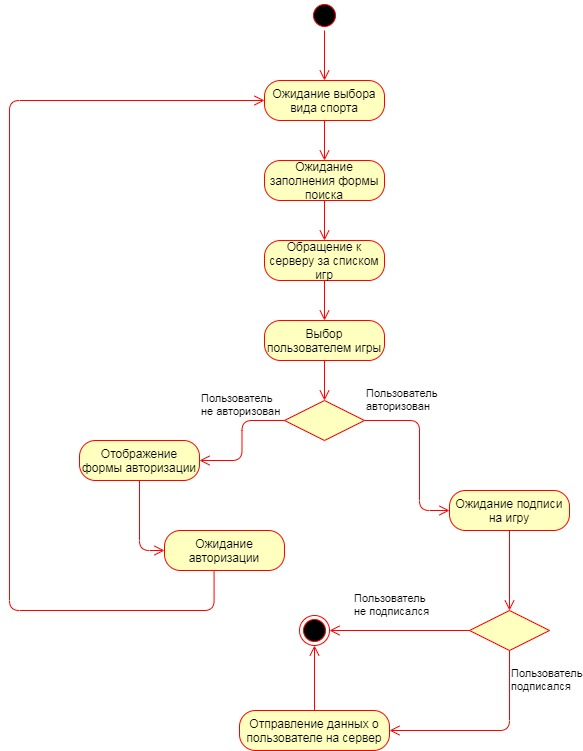 Ожидание выбора
вида спорта
Ожидание
заполнения формы
поиска
Обращение к
серверу за списком
игр
Выбор
пользователем игры
Пользователь
не авторизован
Пользователь
авторизован
Отображение
формы авторизации
Ожидание подписи
на игру
Ожидание
авторизации
Пользователь
не подписался
Пользователь
подписался
Отправление данных о
пользователе на сервер